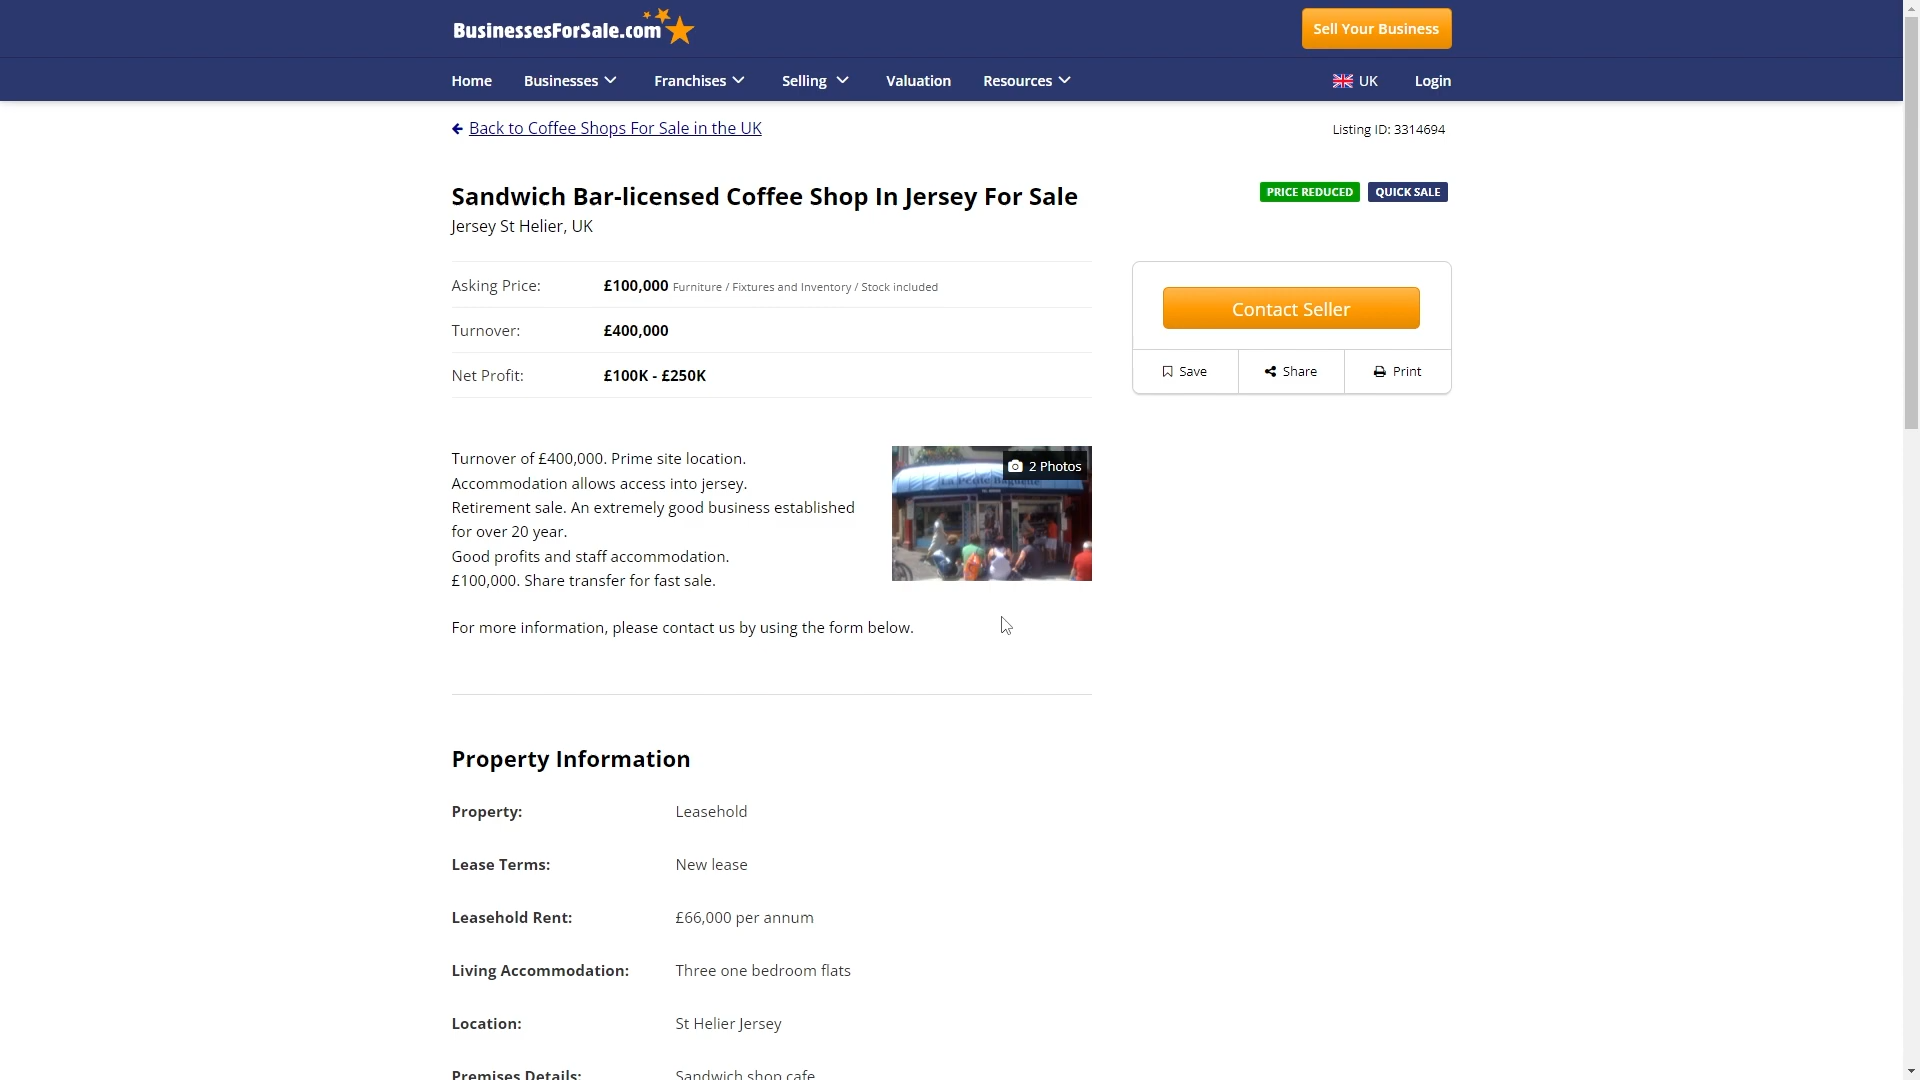 BusinessesForSale.com
Sell Your Business
Home Businesses Franchises Selling Valuation Resources UK Login
Back to Coffee Shops For Sale in the UK
Listing ID: 3314694
Sandwich Bar-licensed Coffee Shop In Jersey For Sale
PRICE REDUCED QUICK SALE
Jersey St Helier, UK
Asking Price: £100,000 Furniture / Fixtures and Inventory / Stock included
Turnover: £400,000
Net Profit: £100K - £250K
Contact Seller
Save Share Print
Turnover of £400,000. Prime site location.
Accommodation allows access into jersey.
Retirement sale. An extremely good business established
for over 20 year.
Good profits and staff accommodation.
£100,000. Share transfer for fast sale.
2 Photos
La Petite Baguette
For more information, please contact us by using the form below.
Property Information
Property: Leasehold
Lease Terms: New lease
Leasehold Rent: £66,000 per annum
Living Accommodation: Three one bedroom flats
Location: St Helier Jersey
Premises Details: Sandwich shop cafe